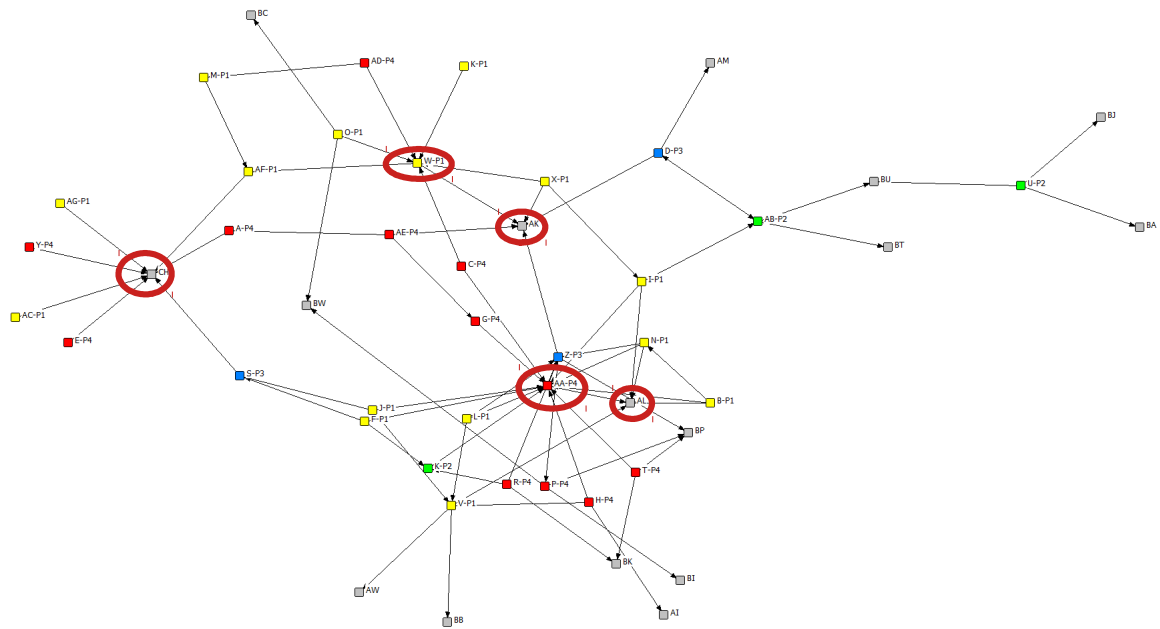 BC
AD-P4
K-P1
AM
M-P1
BJ
O-P1
D-P3
W-P1
AF-P1
X-P1
BU
U-P2
AG-P1
AB-P2
AK
BA
A-P4
AE-P4
Y-P4
BT
C-P4
CH
I-P1
BW
AC-P1
G-P4
E-P4
N-P1
Z-P3
S-P3
AA-P4
AL
B-P1
J-P1
F-P1
L-P1
BP
K-P2
T-P4
R-P4
P-P4
V-P1
H-P4
BK
BI
AW
AI
BB